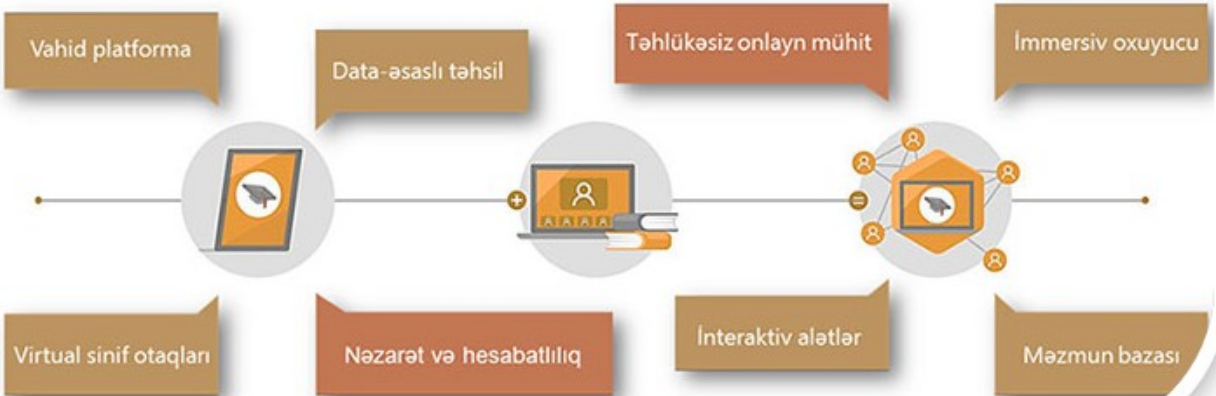 Vahid platforma
Data-əsaslı təhsil
Təhlükəsiz onlayn mühit
İmmersiv oxuyucu
Virtual sinif otaqları
Nəzarət və hesabatlılıq
İnteraktiv alətlər
Məzmun bazası